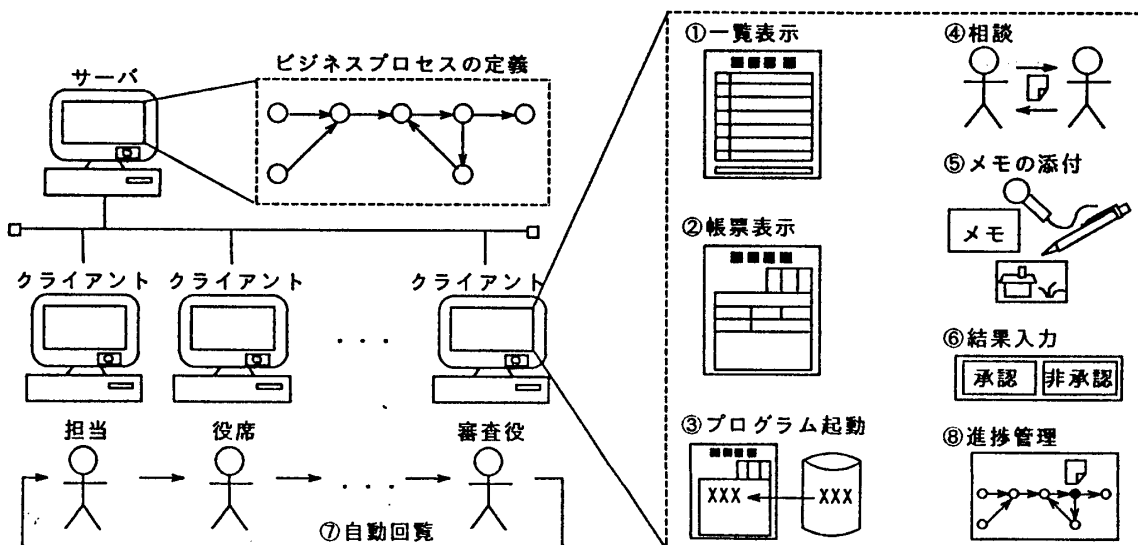 サーバ
ビジネスプロセスの定義
クライアント
クライアント
クライアント
・・・
担当
役席
審査役
・・・
⑦自動回覧
①一覧表示
②帳票表示
③プログラム起動
XXX
XXX
④相談
⑤メモの添付
メモ
⑥結果入力
承認
非承認
⑧進捗管理